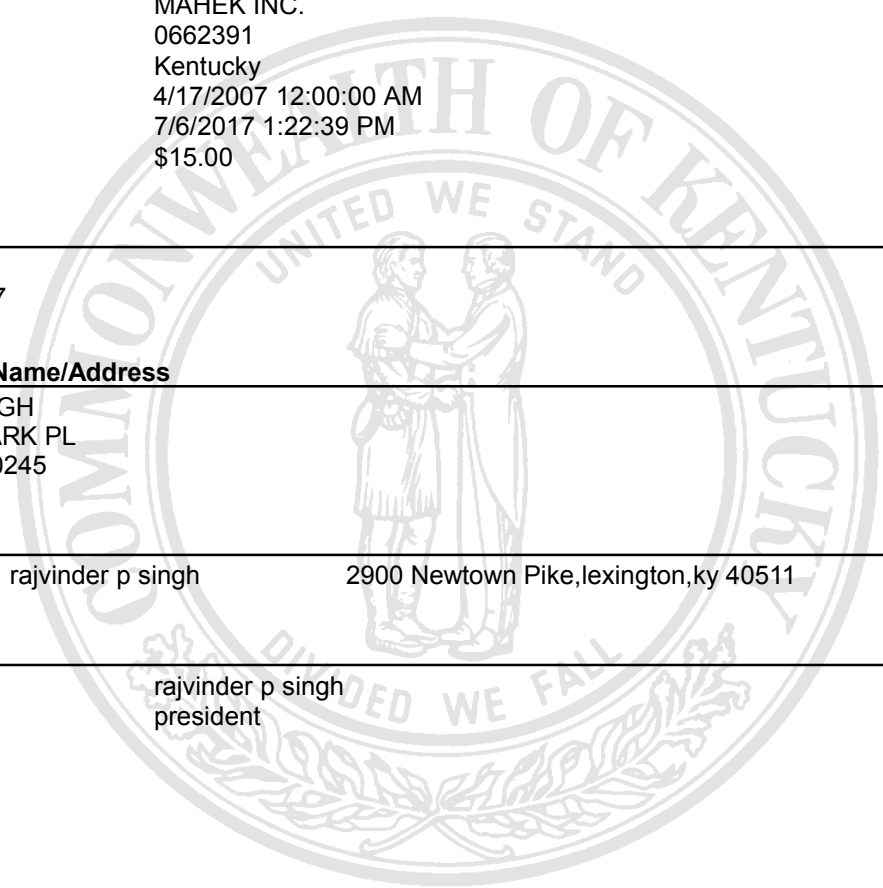 MAHEK INC.
0662391
Kentucky
4/17/2007 12:00:00 AM
7/6/2017 1:22:39 PM
$15.00
7
Name/Address
GH
ARK PL
0245
rajvinder p singh 2900 Newtown Pike,lexington,ky 40511
rajvinder p singh
president
COMMONWEALTH OF KENTUCKY
UNITED WE STAND
DIVIDED WE FALL